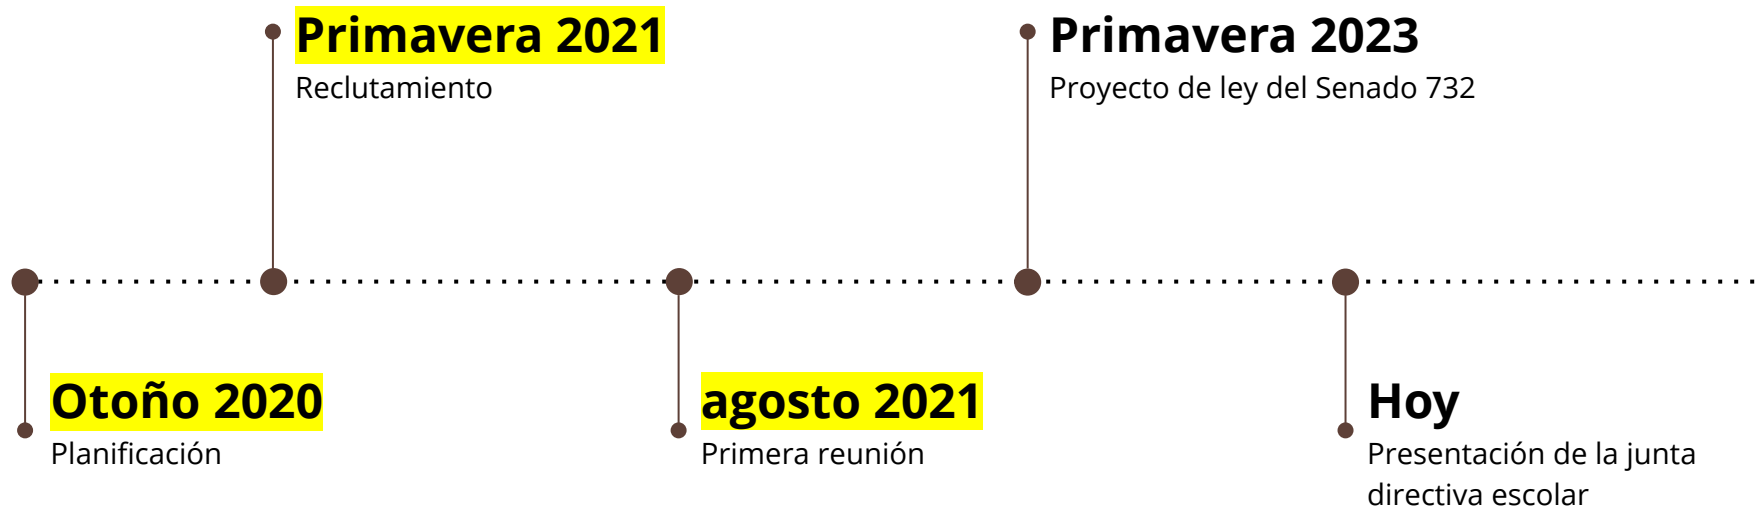 Primavera 2021
Reclutamiento
Primavera 2023
Proyecto de ley del Senado 732
Otoño 2020
Planificación
agosto 2021
Primera reunión
Hoy
Presentación de la junta
directiva escolar